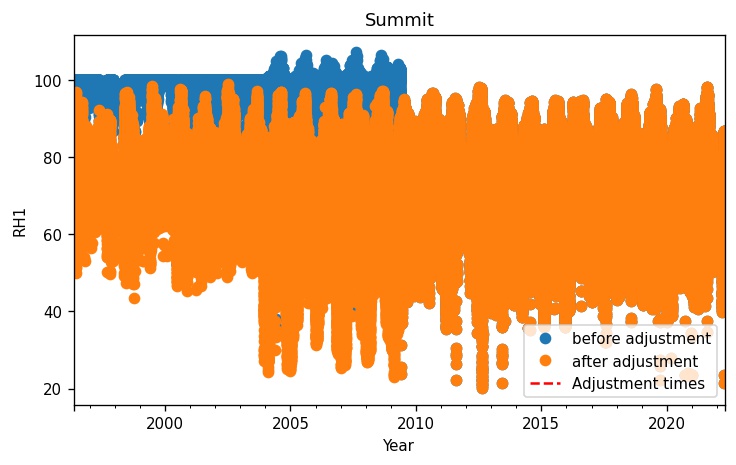 Summit
RH1
100
80
60
40
20
before adjustment
after adjustment
Adjustment times
2000
2005
2010
2015
2020
Year